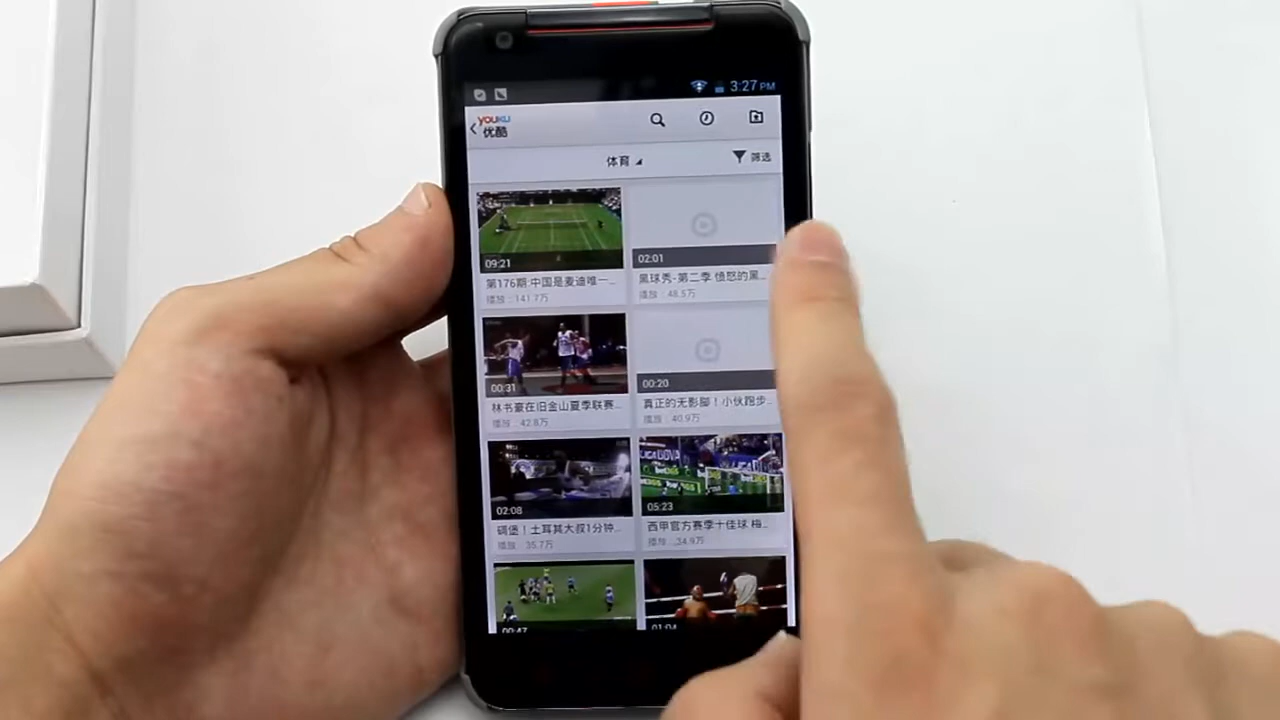 3:27 PM
YOUKU
优酷
体育
筛选
09:21
02:01
第176期:中国是麦迪唯一...
黑球秀-第二季 愤怒的黑...
播放:141.7万
播放:48.5万
00:31
00:20
林书豪在旧金山夏季联赛...
真正的无影脚！小伙跑步...
播放:42.8万
播放:40.9万
LIGA BBVA
bet365
bet365
02:08
05:23
碉堡！土耳其大叔1分钟...
西甲官方赛季十佳球 梅...
播放:35.7万
播放:34.9万
00:47
01:04